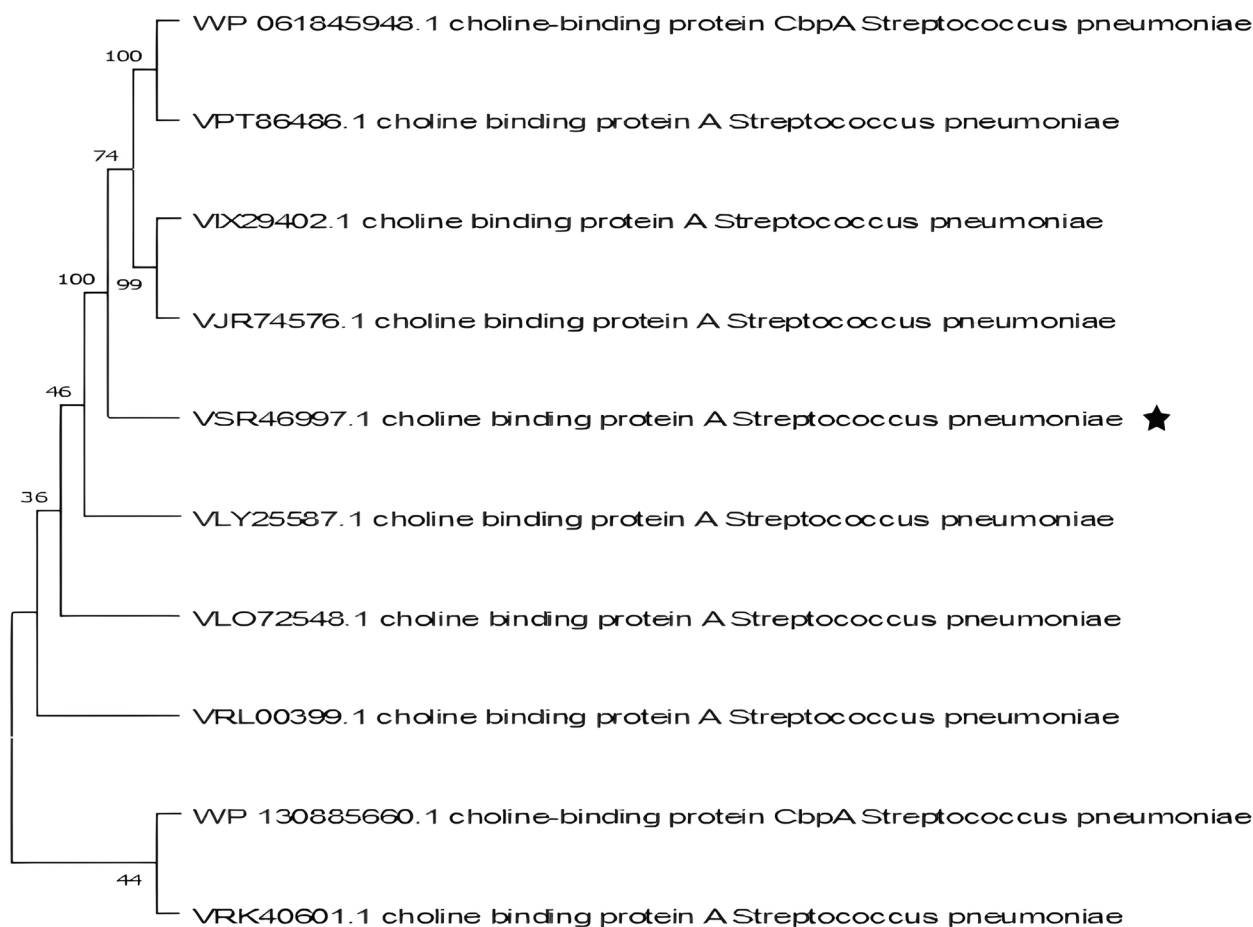 WP 061845948.1 choline-binding protein CbpA Streptococcus pneumoniae
100
VPT86486.1 choline binding protein A Streptococcus pneumoniae
74
VIX29402.1 choline binding protein A Streptococcus pneumoniae
100
99
VJR74576.1 choline binding protein A Streptococcus pneumoniae
46
VSR46997.1 choline binding protein A Streptococcus pneumoniae
36
VLY25587.1 choline binding protein A Streptococcus pneumoniae
VLO72548.1 choline binding protein A Streptococcus pneumoniae
VRL00399.1 choline binding protein A Streptococcus pneumoniae
WP 130885660.1 choline-binding protein CbpA Streptococcus pneumoniae
44
VRK40601.1 choline binding protein A Streptococcus pneumoniae